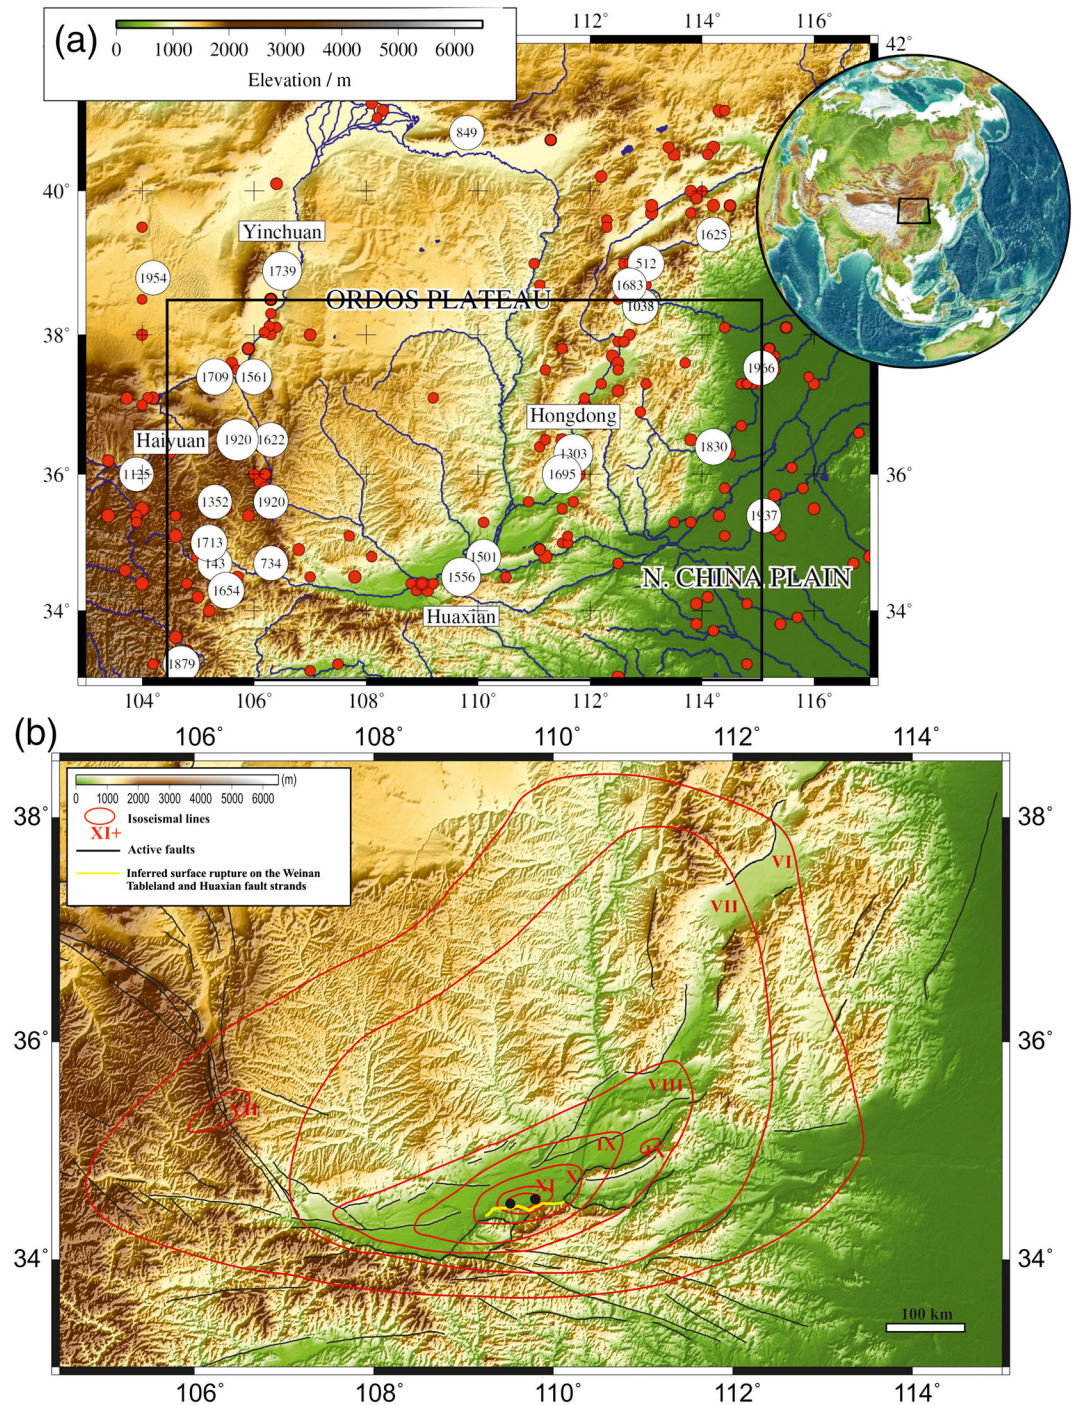 (a)
0 1000 2000 3000 4000 5000 6000
Elevation / m
112° 114° 116°
42°
849
40°
Yinchuan
1625
1954
1739
512
1683
ORDOS PLATEAU
1038
38°
1709
1561
1966
Hongdong
Haiyuan
1920
1622
1303
1830
36°
1125
1695
1352
1920
1937
1713
143
734
1501
1556
N. CHINA PLAIN
1654
34°
Huaxian
1879
104° 106° 108° 110° 112° 114° 116°
(b)
106° 108° 110° 112° 114°
0 1000 2000 3000 4000 5000 6000 (m)
Isoseismal lines
XI+
Active faults
Inferred surface rupture on the Weinan
Tableland and Huaxian fault strands
38° 38°
VI
VII
36° 36°
VII
VIII
IX
IX
X
XI
34° 34°
100 km
106° 108° 110° 112° 114°